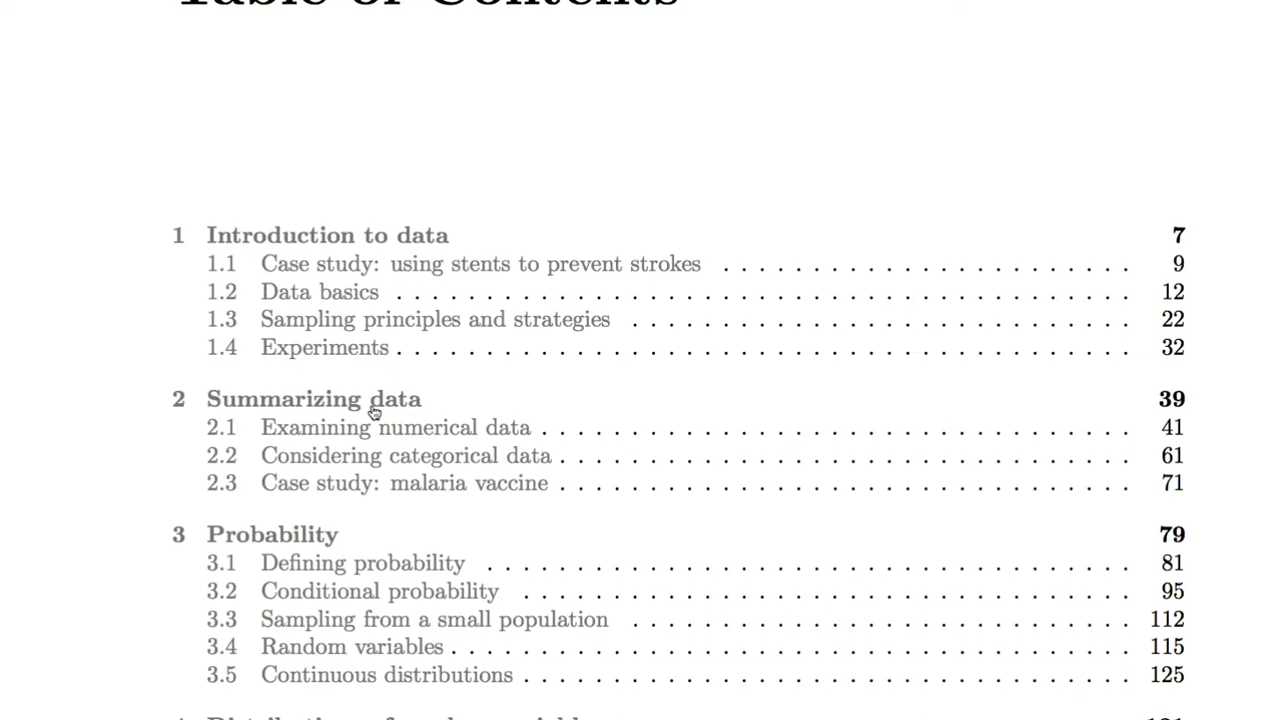 Table of Contents
1 Introduction to data 7
1.1 Case study: using stents to prevent strokes . . . . . . . . . . . . . . . . . . . . . . . 9
1.2 Data basics . . . . . . . . . . . . . . . . . . . . . . . . . . . . . . . . . . . . . . . . . 12
1.3 Sampling principles and strategies . . . . . . . . . . . . . . . . . . . . . . . . . . . . 22
1.4 Experiments . . . . . . . . . . . . . . . . . . . . . . . . . . . . . . . . . . . . . . . . . 32
2 Summarizing data 39
2.1 Examining numerical data . . . . . . . . . . . . . . . . . . . . . . . . . . . . . . . . . 41
2.2 Considering categorical data . . . . . . . . . . . . . . . . . . . . . . . . . . . . . . . . 61
2.3 Case study: malaria vaccine . . . . . . . . . . . . . . . . . . . . . . . . . . . . . . . . 71
3 Probability 79
3.1 Defining probability . . . . . . . . . . . . . . . . . . . . . . . . . . . . . . . . . . . . 81
3.2 Conditional probability . . . . . . . . . . . . . . . . . . . . . . . . . . . . . . . . . . 95
3.3 Sampling from a small population . . . . . . . . . . . . . . . . . . . . . . . . . . . . 112
3.4 Random variables . . . . . . . . . . . . . . . . . . . . . . . . . . . . . . . . . . . . . . 115
3.5 Continuous distributions . . . . . . . . . . . . . . . . . . . . . . . . . . . . . . . . . . 125